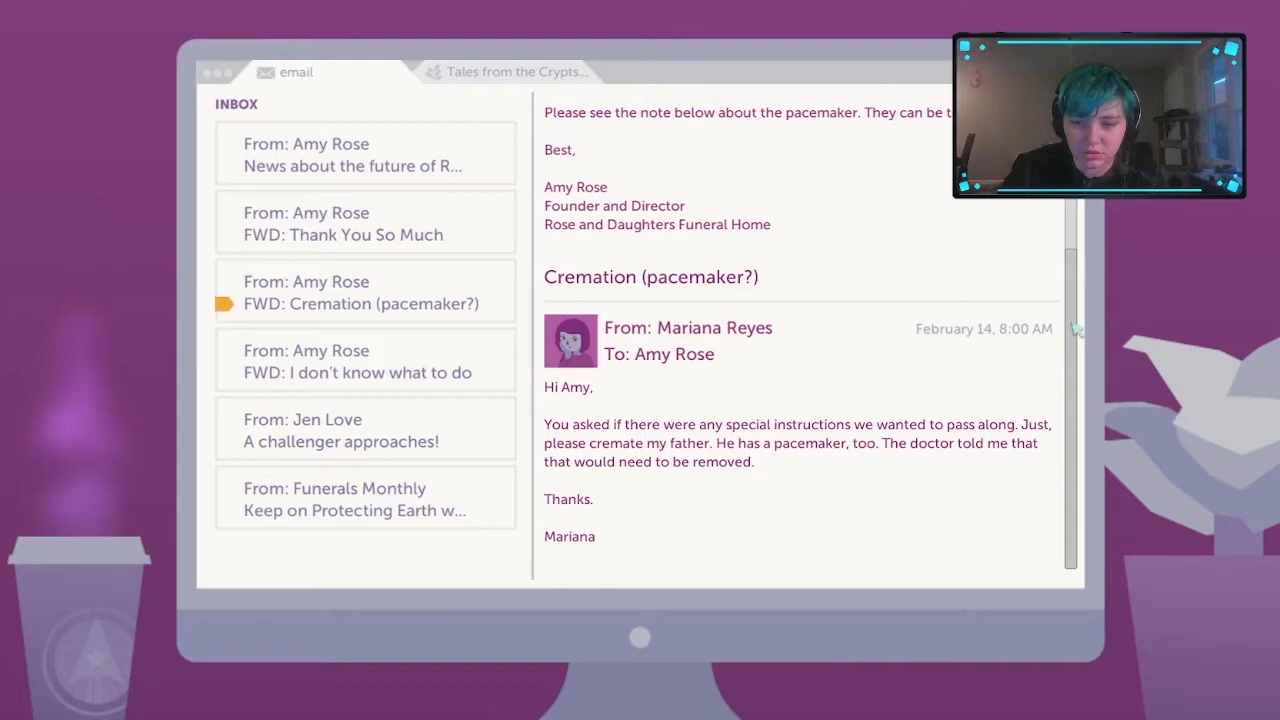 email
Tales from the Crypts...
INBOX
From: Amy Rose
News about the future of R...
From: Amy Rose
FWD: Thank You So Much
From: Amy Rose
FWD: Cremation (pacemaker?)
From: Amy Rose
FWD: I don't know what to do
From: Jen Love
A challenger approaches!
From: Funerals Monthly
Keep on Protecting Earth w...
Please see the note below about the pacemaker. They can be
Best,
Amy Rose
Founder and Director
Rose and Daughters Funeral Home
Cremation (pacemaker?)
From: Mariana Reyes
February 14, 8:00 AM
To: Amy Rose
Hi Amy,
You asked if there were any special instructions we wanted to pass along. Just,
please cremate my father. He has a pacemaker, too. The doctor told me that
that would need to be removed.
Thanks.
Mariana